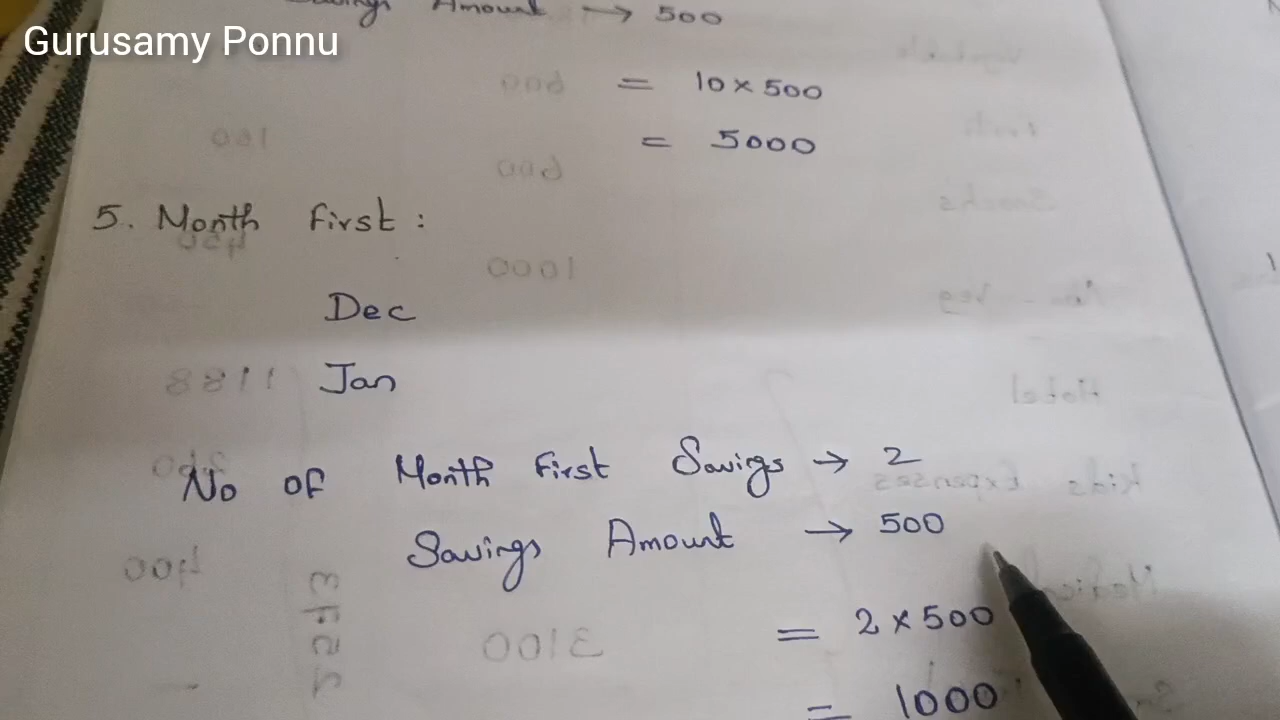 Savings Amount → 500
Gurusamy Ponnu
= 10 × 500
= 5000
5. Month First :
Dec
Jan
No of Month First Savigs → 2
Savings Amount → 500
= 2 × 500
= 1000